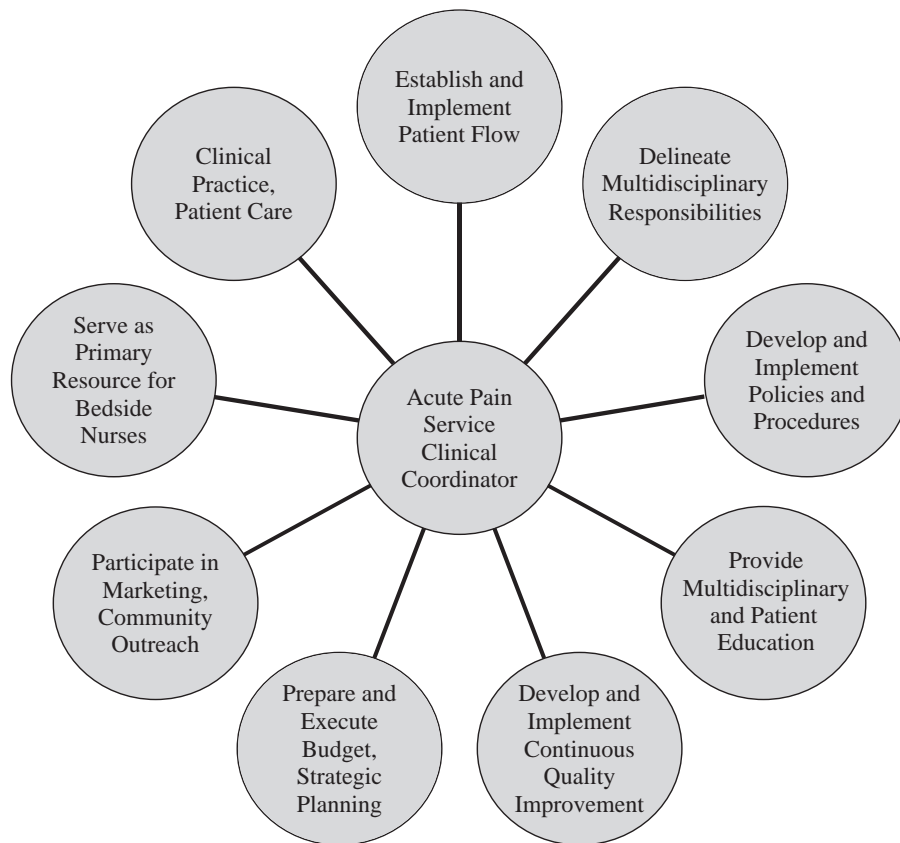 Establish and
Implement
Patient Flow
Clinical
Practice,
Patient Care
Delineate
Multidisciplinary
Responsibilities
Serve as
Primary
Resource for
Bedside
Nurses
Develop and
Implement
Policies and
Procedures
Acute Pain
Service
Clinical
Coordinator
Participate in
Marketing,
Community
Outreach
Provide
Multidisciplinary
and Patient
Education
Prepare and
Execute
Budget,
Strategic
Planning
Develop and
Implement
Continuous
Quality
Improvement